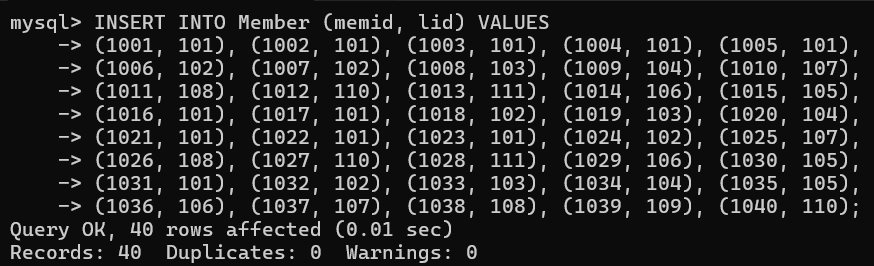 mysql> INSERT INTO Member (memid, lid) VALUES
    -> (1001, 101), (1002, 101), (1003, 101), (1004, 101), (1005, 101),
    -> (1006, 102), (1007, 102), (1008, 103), (1009, 104), (1010, 107),
    -> (1011, 108), (1012, 110), (1013, 111), (1014, 106), (1015, 105),
    -> (1016, 101), (1017, 101), (1018, 102), (1019, 103), (1020, 104),
    -> (1021, 101), (1022, 101), (1023, 101), (1024, 102), (1025, 107),
    -> (1026, 108), (1027, 110), (1028, 111), (1029, 106), (1030, 105),
    -> (1031, 101), (1032, 102), (1033, 103), (1034, 104), (1035, 105),
    -> (1036, 106), (1037, 107), (1038, 108), (1039, 109), (1040, 110);
Query OK, 40 rows affected (0.01 sec)
Records: 40  Duplicates: 0  Warnings: 0